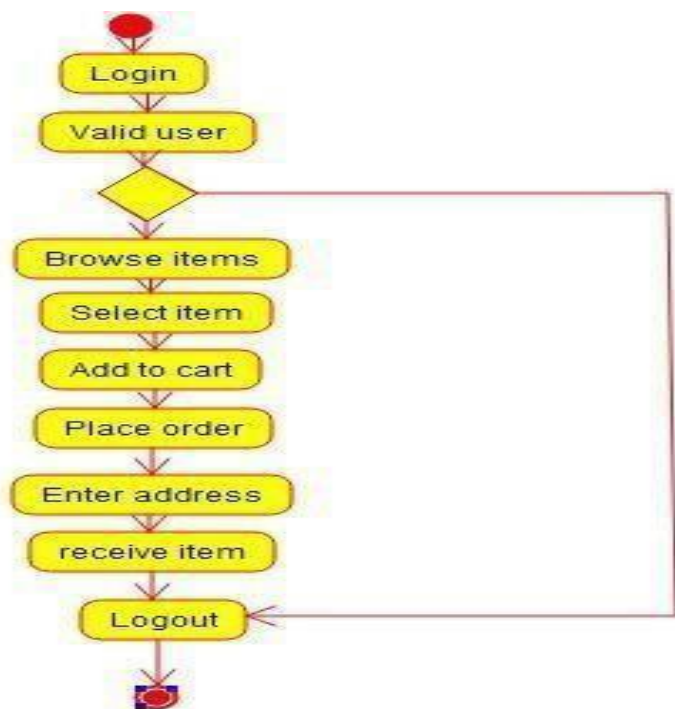 Login
Valid user
Browse items
Select item
Add to cart
Place order
Enter address
receive item
Logout